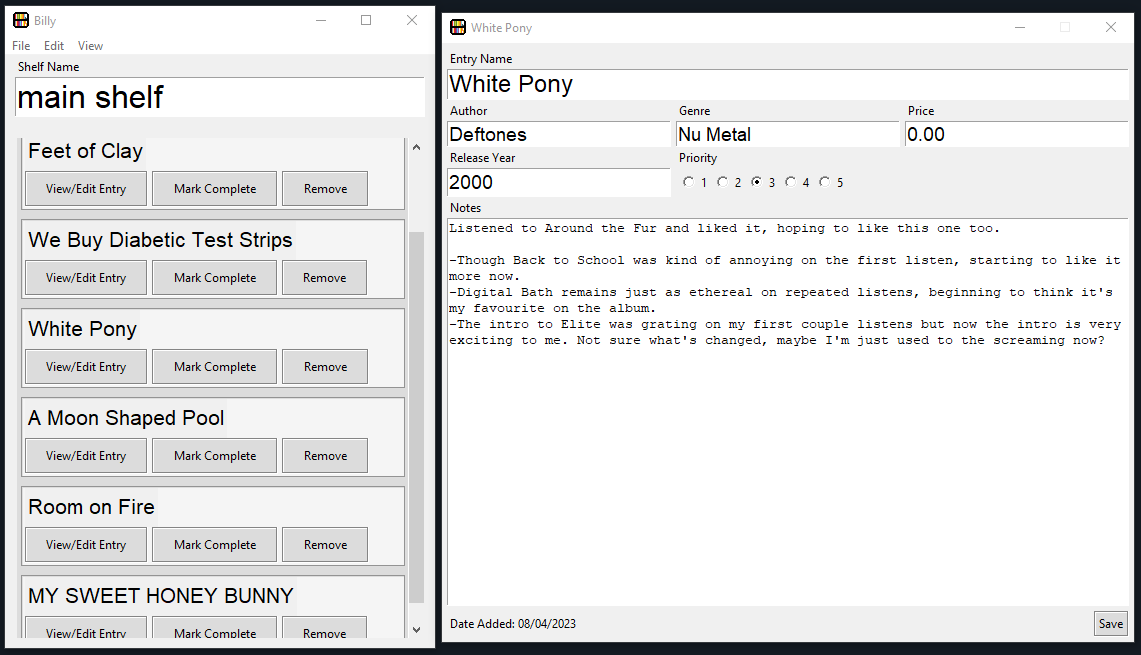 Billy
File Edit View
Shelf Name
main shelf
Feet of Clay
View/Edit Entry Mark Complete Remove
We Buy Diabetic Test Strips
View/Edit Entry Mark Complete Remove
White Pony
View/Edit Entry Mark Complete Remove
A Moon Shaped Pool
View/Edit Entry Mark Complete Remove
Room on Fire
View/Edit Entry Mark Complete Remove
MY SWEET HONEY BUNNY
View/Edit Entry Mark Complete Remove
White Pony
Entry Name
White Pony
Author Genre Price
Deftones Nu Metal 0.00
Release Year Priority
2000 1 2 3 4 5
Notes
Listened to Around the Fur and liked it, hoping to like this one too.
-Though Back to School was kind of annoying on the first listen, starting to like it
more now.
-Digital Bath remains just as ethereal on repeated listens, beginning to think it's
my favourite on the album.
-The intro to Elite was grating on my first couple listens but now the intro is very
exciting to me. Not sure what's changed, maybe I'm just used to the screaming now?
Date Added: 08/04/2023 Save